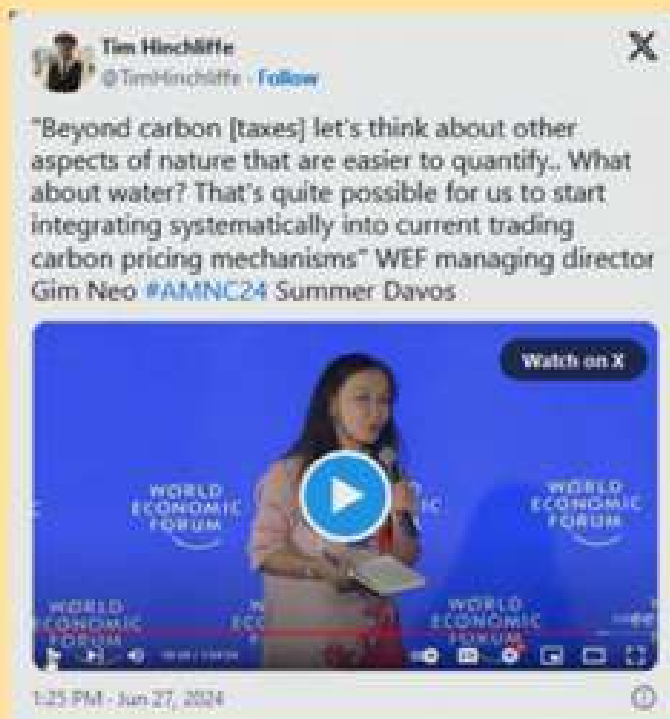 Tim Hinchliffe
@TimHinchliffe · Follow
"Beyond carbon [taxes] let's think about other
aspects of nature that are easier to quantify.. What
about water? That's quite possible for us to start
integrating systematically into current trading
carbon pricing mechanisms" WEF managing director
Gim Neo #AMNC24 Summer Davos
Watch on X
WORLD
ECONOMIC
FORUM
WORLD
ECONOMIC
FORUM
WORLD
ECONOMIC
FORUM
WORLD
ECONOMIC
FORUM
1:25 PM · Jun 27, 2024